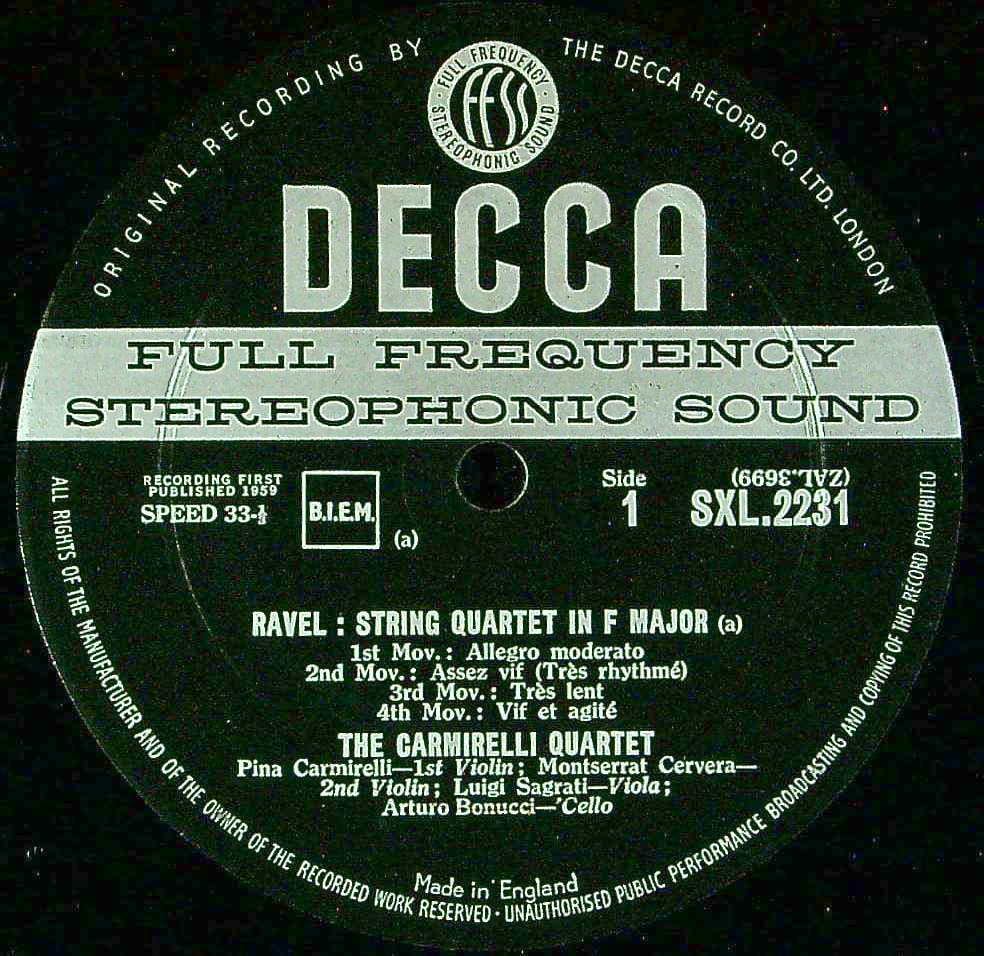 ORIGINAL RECORDING BY THE DECCA RECORD CO. LTD. LONDON
· FULL FREQUENCY · STEREOPHONIC SOUND
FFSS
DECCA
FULL FREQUENCY
STEREOPHONIC SOUND
RECORDING FIRST
PUBLISHED 1959
SPEED 33-⅓
B.I.E.M.
(a)
Side
1
(ZAL.3699)
SXL.2231
RAVEL : STRING QUARTET IN F MAJOR (a)
1st Mov.: Allegro moderato
2nd Mov.: Assez vif (Très rhythmé)
3rd Mov.: Très lent
4th Mov.: Vif et agité
THE CARMIRELLI QUARTET
Pina Carmirelli—1st Violin; Montserrat Cervera—
2nd Violin; Luigi Sagrati—Viola;
Arturo Bonucci—'Cello
Made in England
ALL RIGHTS OF THE MANUFACTURER AND OF THE OWNER OF THE RECORDED WORK RESERVED · UNAUTHORISED PUBLIC PERFORMANCE BROADCASTING AND COPYING OF THIS RECORD PROHIBITED